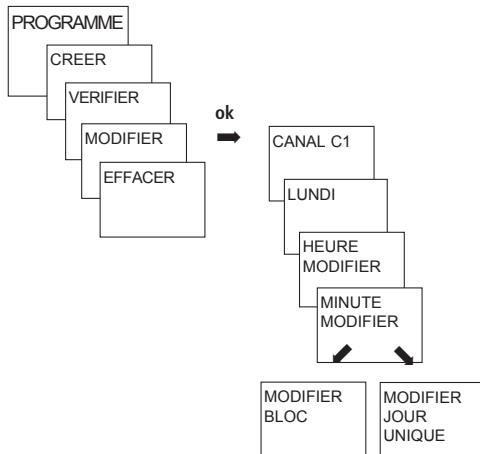 PROGRAMME
CREER
VERIFIER
MODIFIER
EFFACER
ok
CANAL C1
LUNDI
HEURE
MODIFIER
MINUTE
MODIFIER
MODIFIER
BLOC
MODIFIER
JOUR
UNIQUE